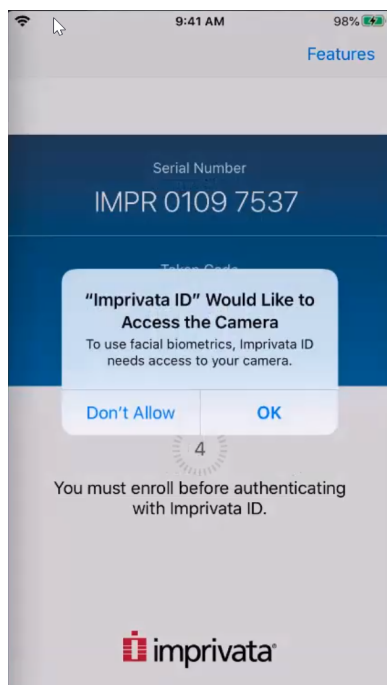 9:41 AM
98%
Features
Serial Number
IMPR 0109 7537
Token Code
“Imprivata ID” Would Like to
Access the Camera
To use facial biometrics, Imprivata ID
needs access to your camera.
Don’t Allow
OK
4
You must enroll before authenticating
with Imprivata ID.
imprivata®